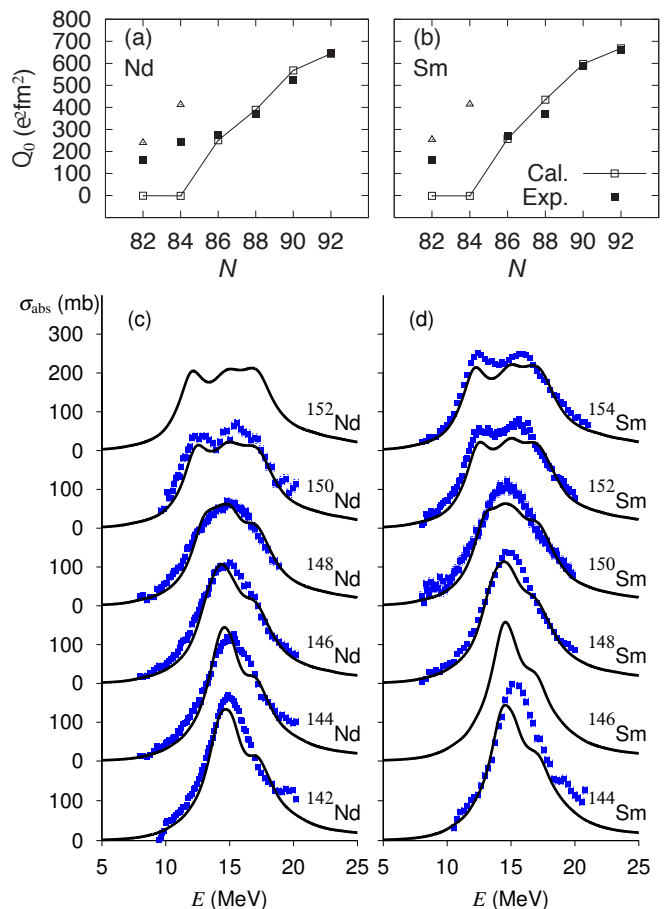 (a)
Nd
(b)
Sm
Q0 (e²fm²)
800
700
600
500
400
300
200
100
0
Cal.
Exp.
82 84 86 88 90 92
82 84 86 88 90 92
N
N
σabs (mb)
(c)
(d)
300
200
100
0
100
0
100
0
100
0
100
0
100
0
¹⁵²Nd
¹⁵⁰Nd
¹⁴⁸Nd
¹⁴⁶Nd
¹⁴⁴Nd
¹⁴²Nd
¹⁵⁴Sm
¹⁵²Sm
¹⁵⁰Sm
¹⁴⁸Sm
¹⁴⁶Sm
¹⁴⁴Sm
5 10 15 20 25
5 10 15 20 25
E (MeV)
E (MeV)